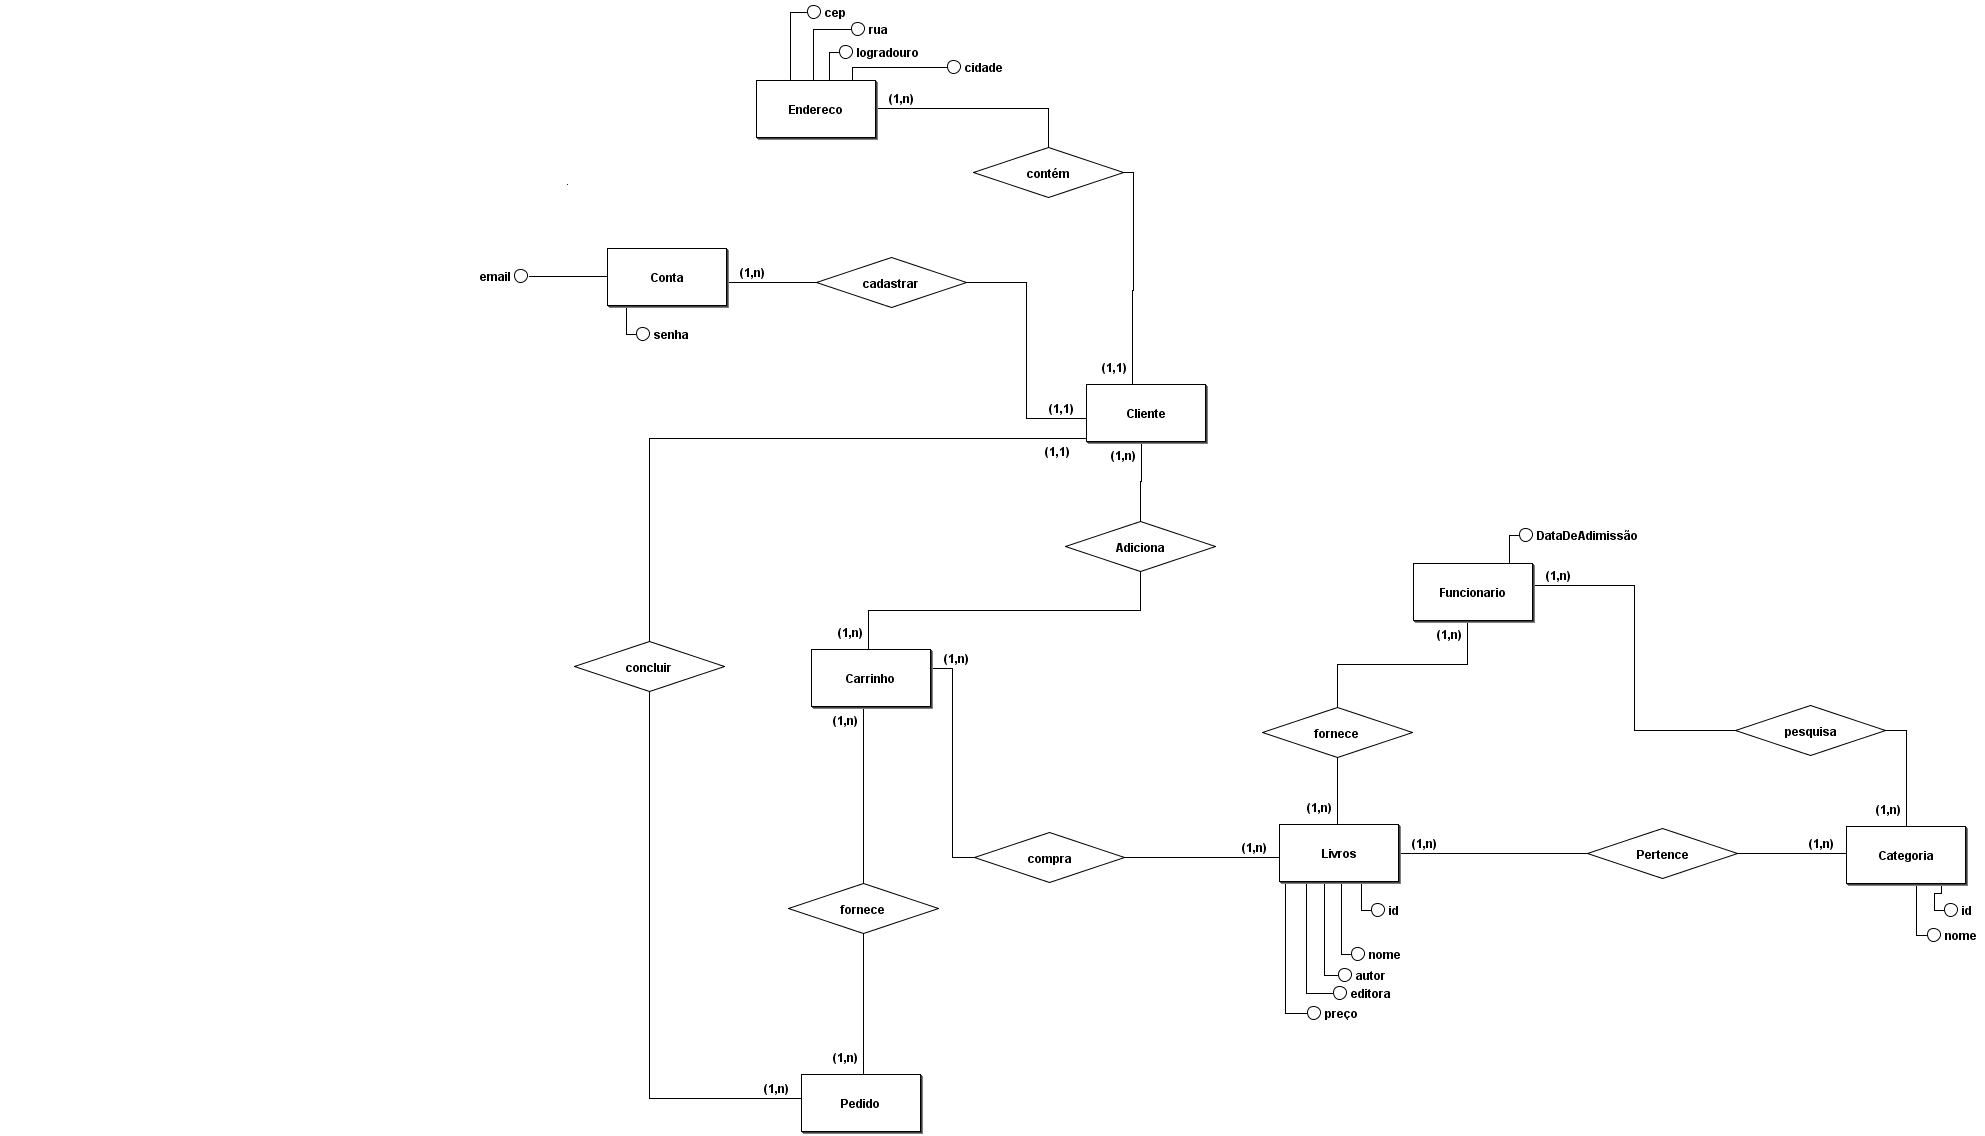 cep
rua
logradouro
cidade
Endereco
(1,n)
contém
Conta
email
(1,n)
cadastrar
senha
(1,1)
(1,1)
Cliente
(1,1)
(1,n)
Adiciona
DataDeAdimissão
Funcionario
(1,n)
(1,n)
(1,n)
concluir
Carrinho
(1,n)
(1,n)
fornece
pesquisa
(1,n)
(1,n)
compra
(1,n)
Livros
(1,n)
Pertence
(1,n)
Categoria
fornece
id
nome
autor
editora
preço
id
nome
(1,n)
(1,n)
Pedido